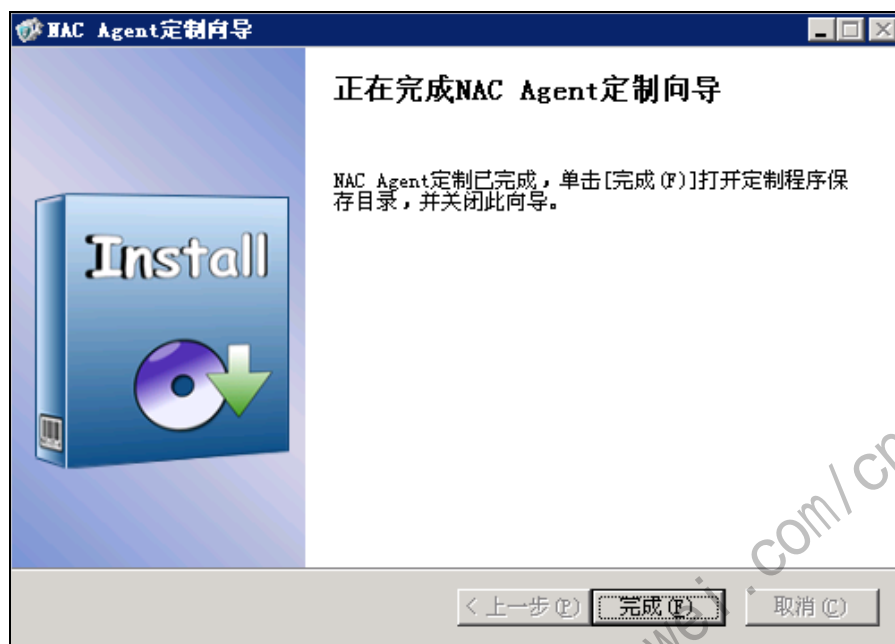 NAC Agent定制向导
正在完成NAC Agent定制向导
NAC Agent定制已完成，单击[完成(F)]打开定制程序保
存目录，并关闭此向导。
Install
<上一步(P)
完成(F)
取消(C)
wei.com/cn